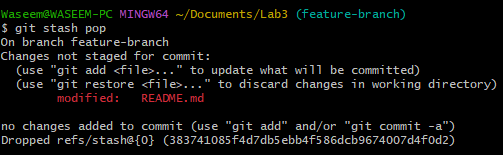 Waseem@WASEEM-PC MINGW64 ~/Documents/Lab3 (feature-branch)
$ git stash pop
On branch feature-branch
Changes not staged for commit:
  (use "git add <file>..." to update what will be committed)
  (use "git restore <file>..." to discard changes in working directory)
        modified:   README.md

no changes added to commit (use "git add" and/or "git commit -a")
Dropped refs/stash@{0} (383741085f4d7db5ebb4f586dcb9674007d4f0d2)